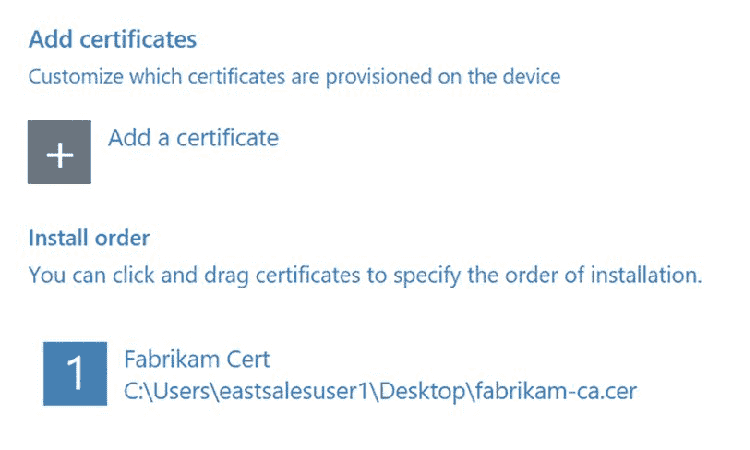 Add certificates
Customize which certificates are provisioned on the device
+ Add a certificate
Install order
You can click and drag certificates to specify the order of installation.
1 Fabrikam Cert
C:\Users\eastsalesuser1\Desktop\fabrikam-ca.cer